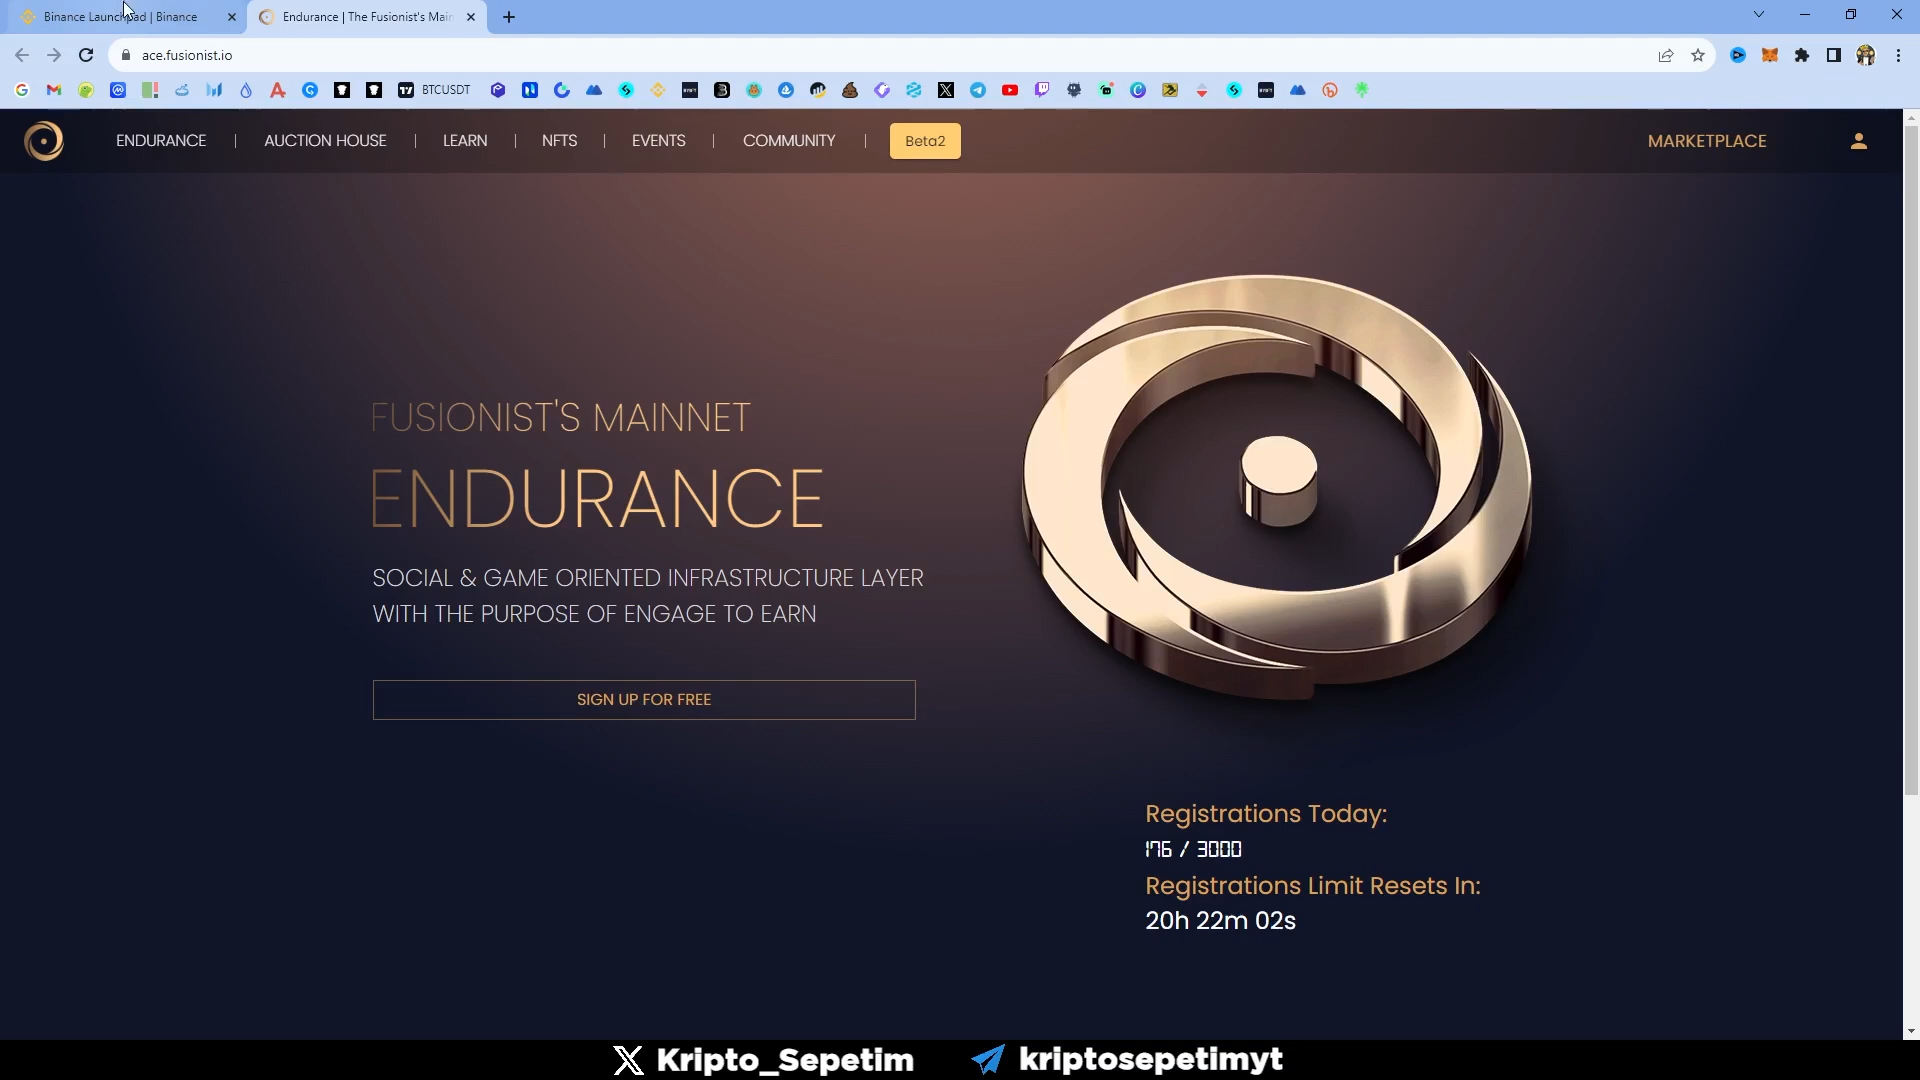 Binance Launchpad | Binance
Endurance | The Fusionist's Main
ace.fusionist.io
BTCUSDT
ENDURANCE | AUCTION HOUSE | LEARN | NFTS | EVENTS | COMMUNITY | Beta2 MARKETPLACE
FUSIONIST'S MAINNET
ENDURANCE
SOCIAL & GAME ORIENTED INFRASTRUCTURE LAYER
WITH THE PURPOSE OF ENGAGE TO EARN
SIGN UP FOR FREE
Registrations Today:
176 / 3000
Registrations Limit Resets In:
20h 22m 02s
Kripto_Sepetim kriptosepetimyt